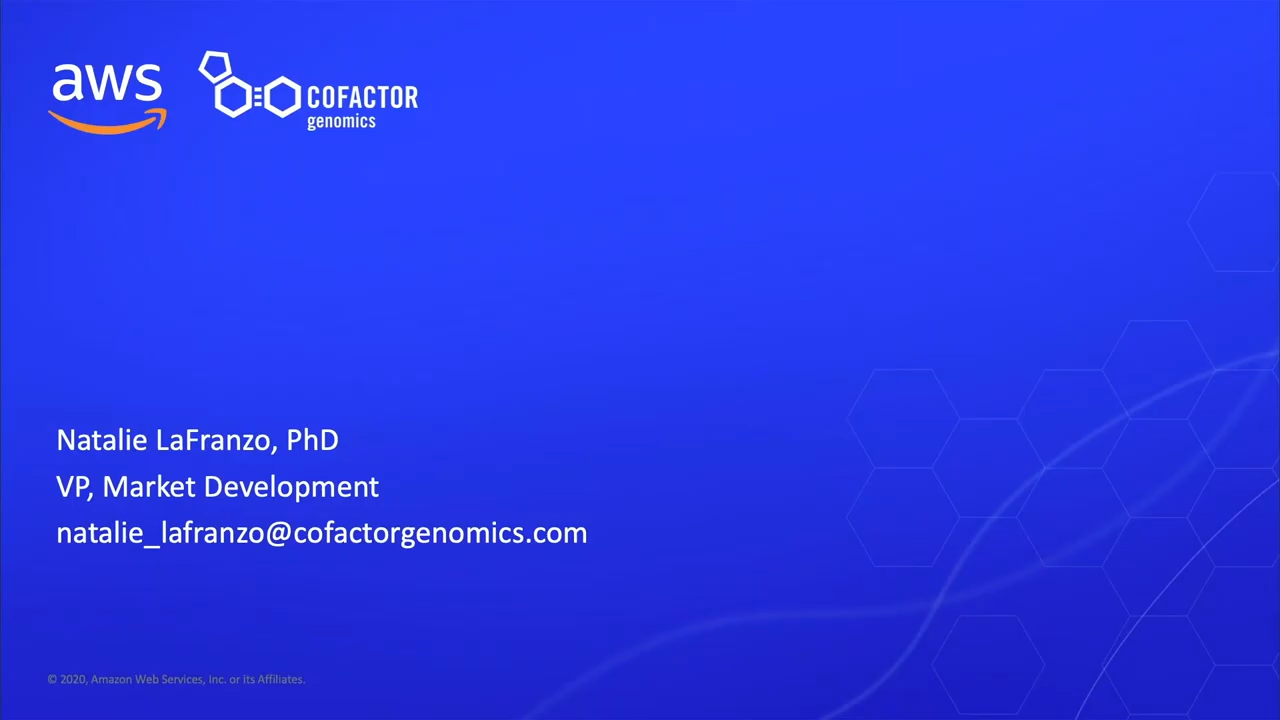 aws
COFACTOR
genomics
Natalie LaFranzo, PhD
VP, Market Development
natalie_lafranzo@cofactorgenomics.com
© 2020, Amazon Web Services, Inc. or its Affiliates.